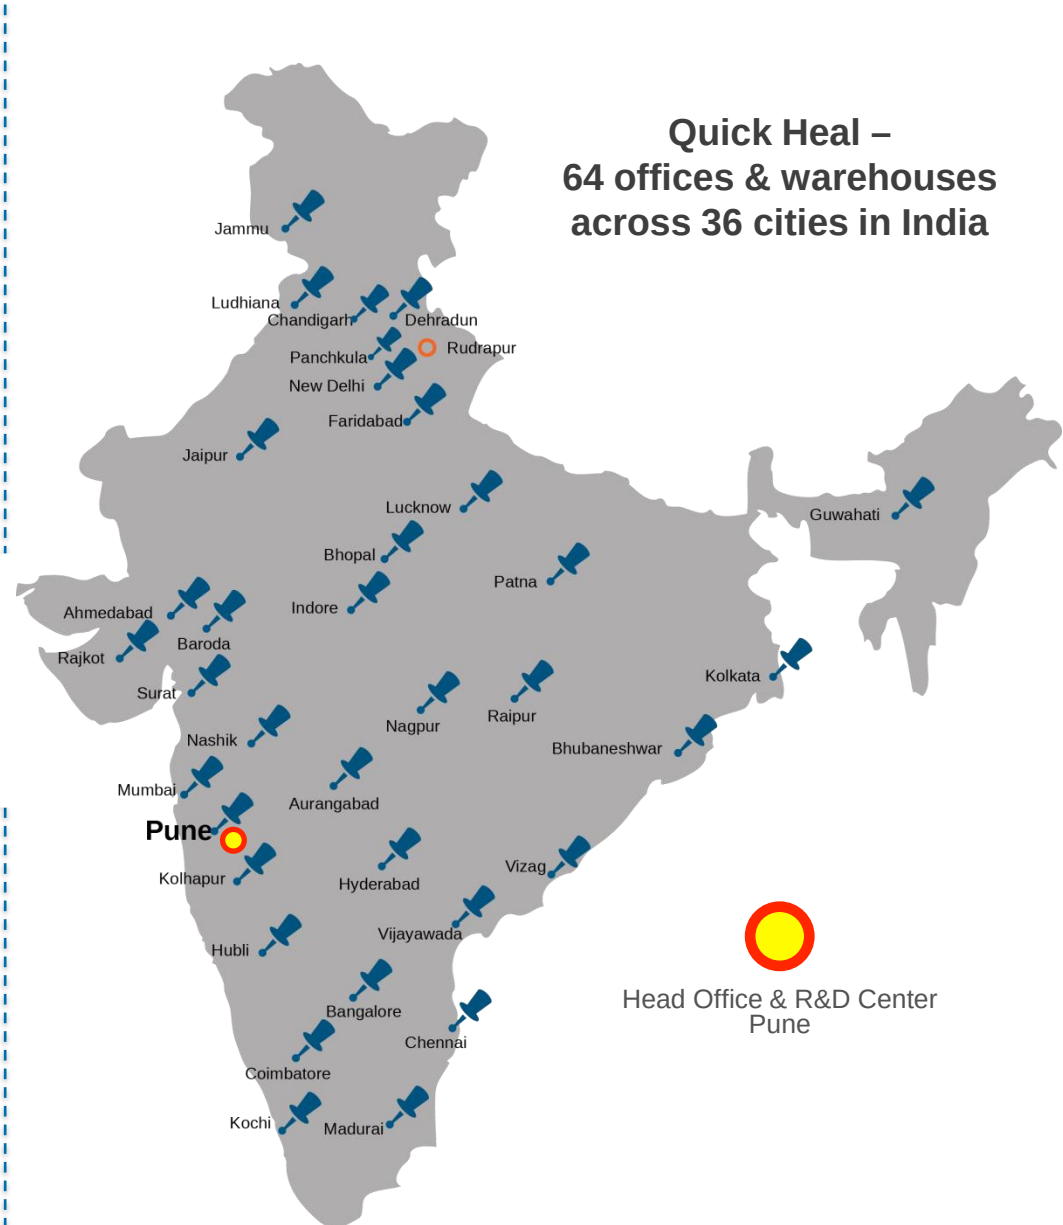 Quick Heal –
64 offices & warehouses
across 36 cities in India
Jammu
Ludhiana
Chandigarh
Dehradun
Panchkula
Rudrapur
New Delhi
Faridabad
Jaipur
Lucknow
Guwahati
Bhopal
Patna
Indore
Ahmedabad
Baroda
Rajkot
Surat
Kolkata
Nagpur
Raipur
Nashik
Bhubaneshwar
Mumbai
Aurangabad
Pune
Kolhapur
Hyderabad
Vizag
Vijayawada
Hubli
Bangalore
Chennai
Coimbatore
Kochi
Madurai
Head Office & R&D Center
Pune